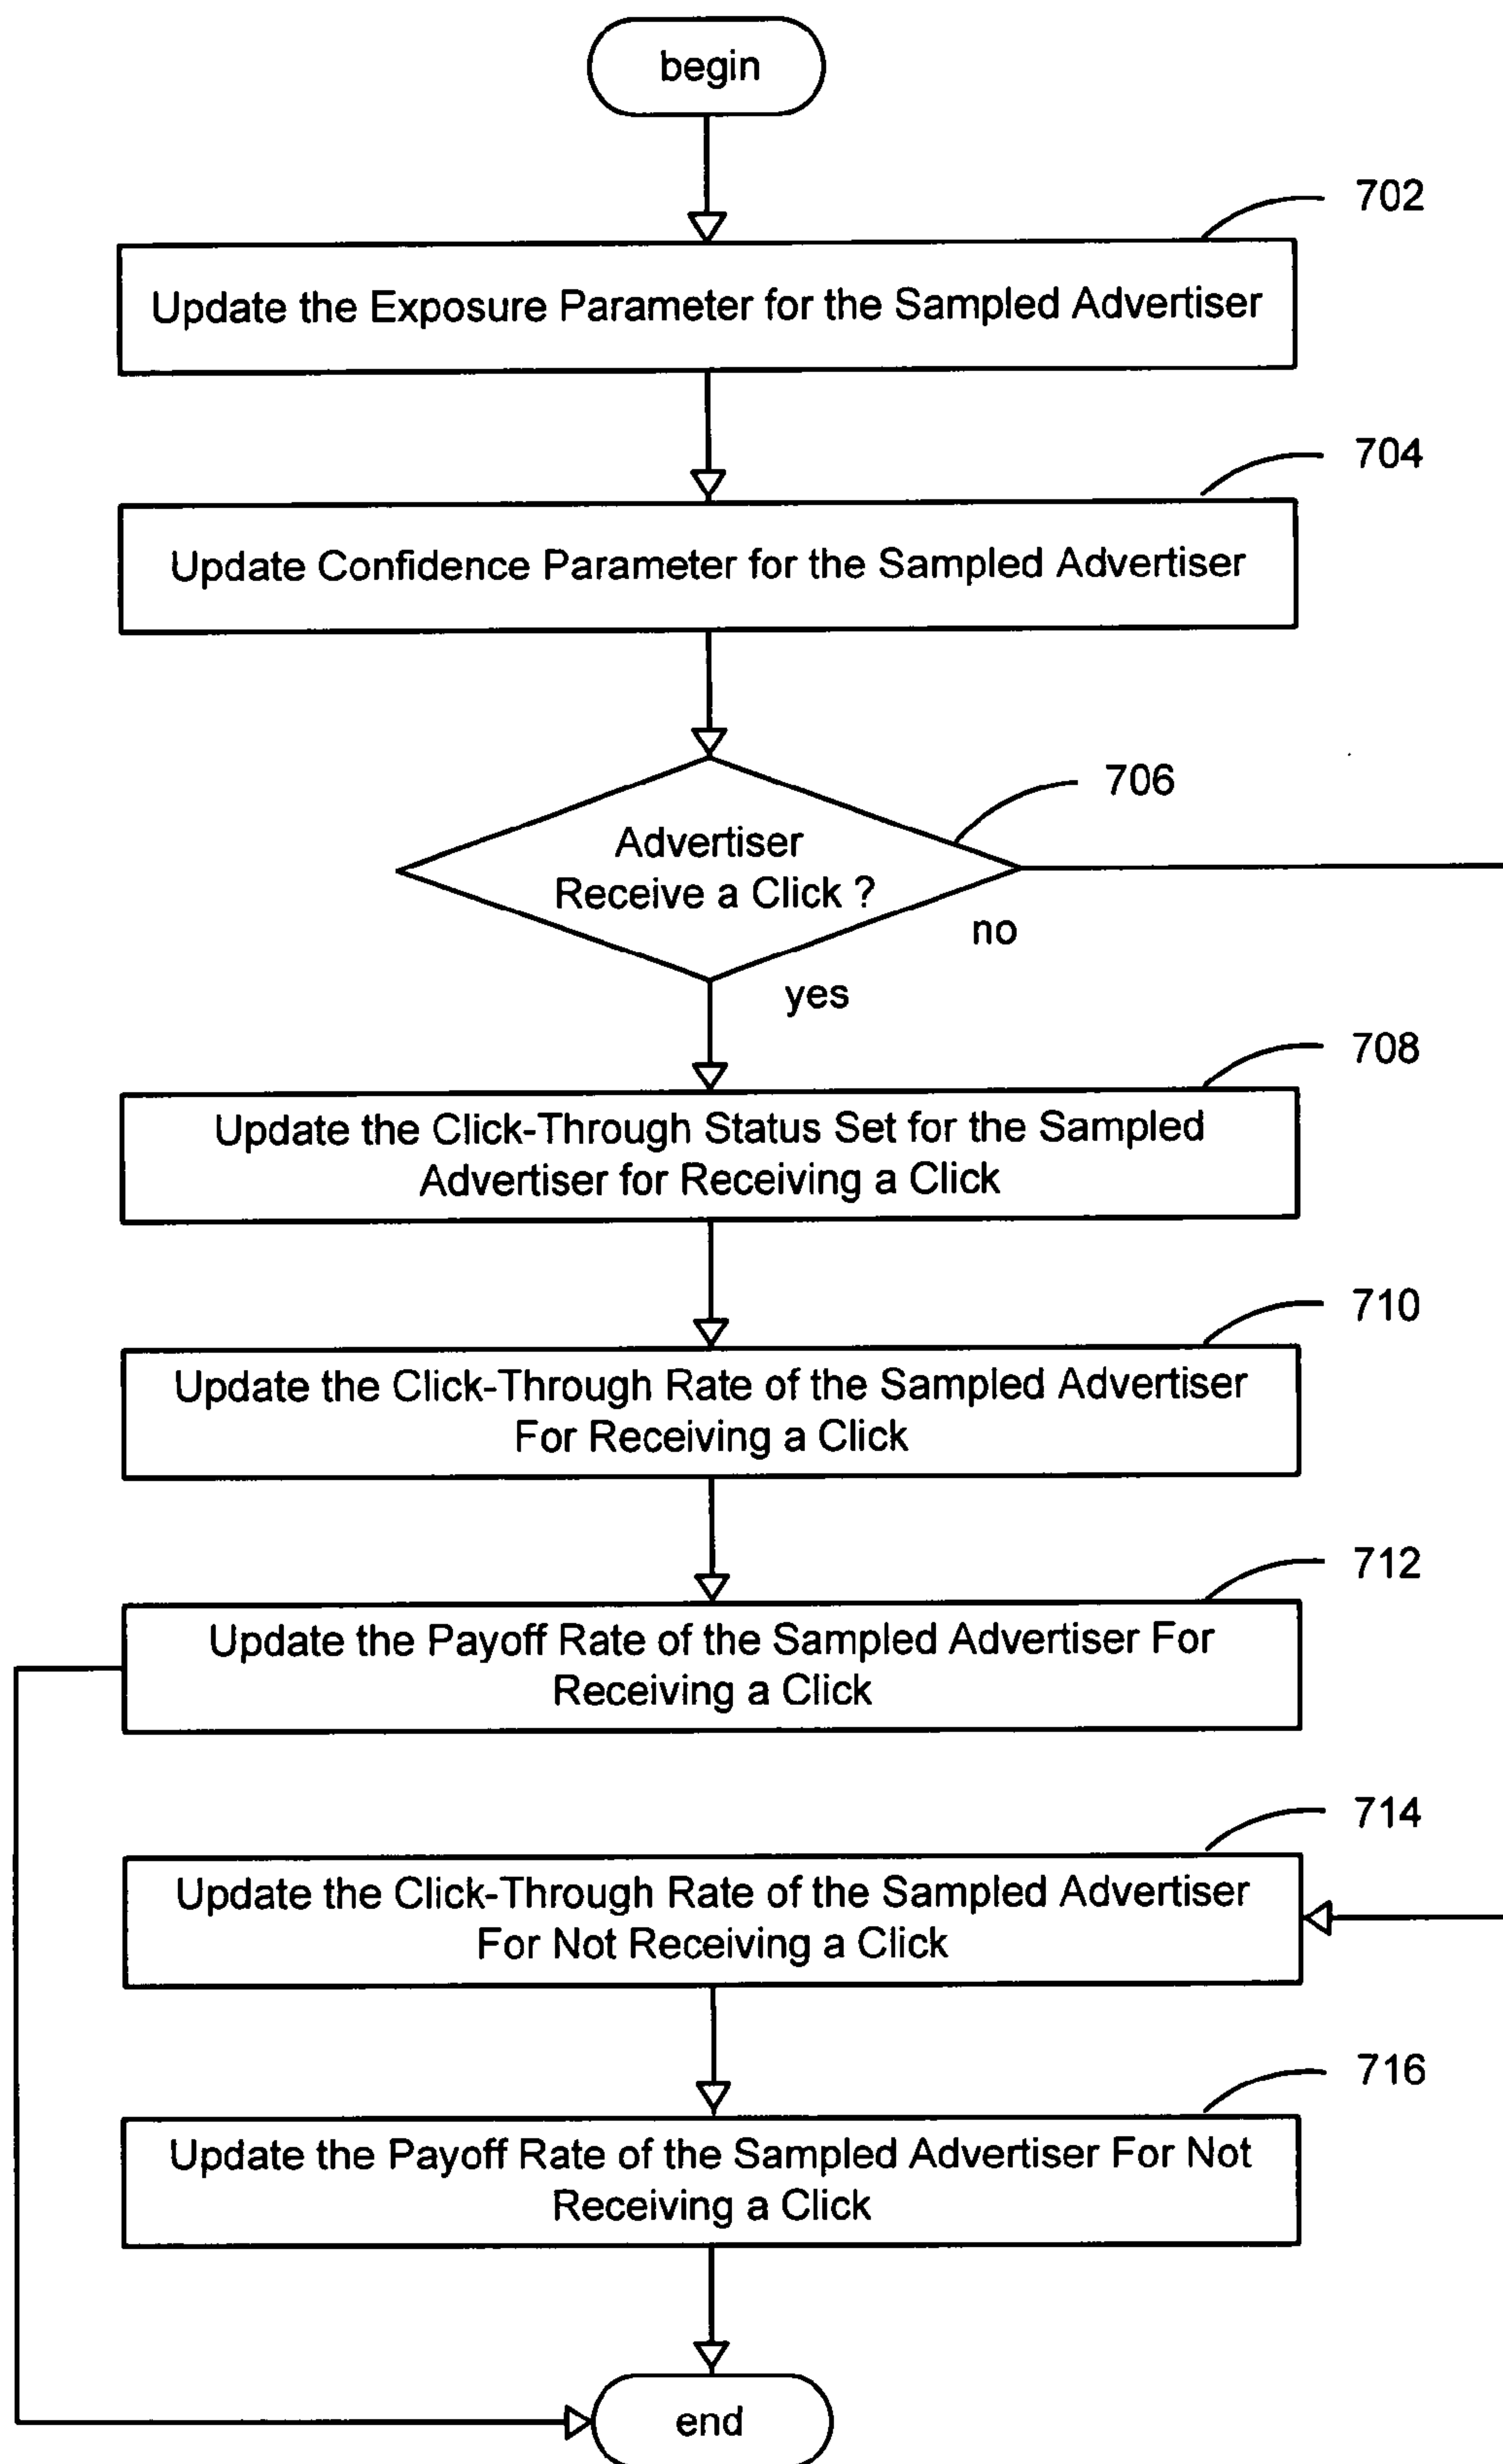 begin
702
Update the Exposure Parameter for the Sampled Advertiser
704
Update Confidence Parameter for the Sampled Advertiser
706
Advertiser
Receive a Click ?
no
yes
708
Update the Click-Through Status Set for the Sampled
Advertiser for Receiving a Click
710
Update the Click-Through Rate of the Sampled Advertiser
For Receiving a Click
712
Update the Payoff Rate of the Sampled Advertiser For
Receiving a Click
714
Update the Click-Through Rate of the Sampled Advertiser
For Not Receiving a Click
716
Update the Payoff Rate of the Sampled Advertiser For Not
Receiving a Click
end